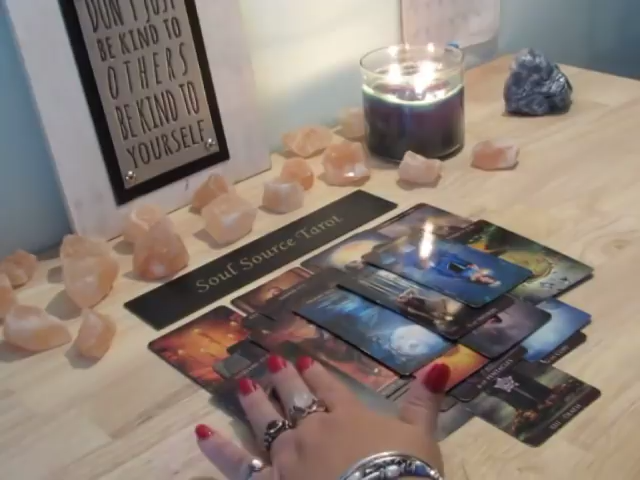 DON'T JUST
BE KIND TO
OTHERS
BE KIND TO
YOURSELF
Soul Source Tarot